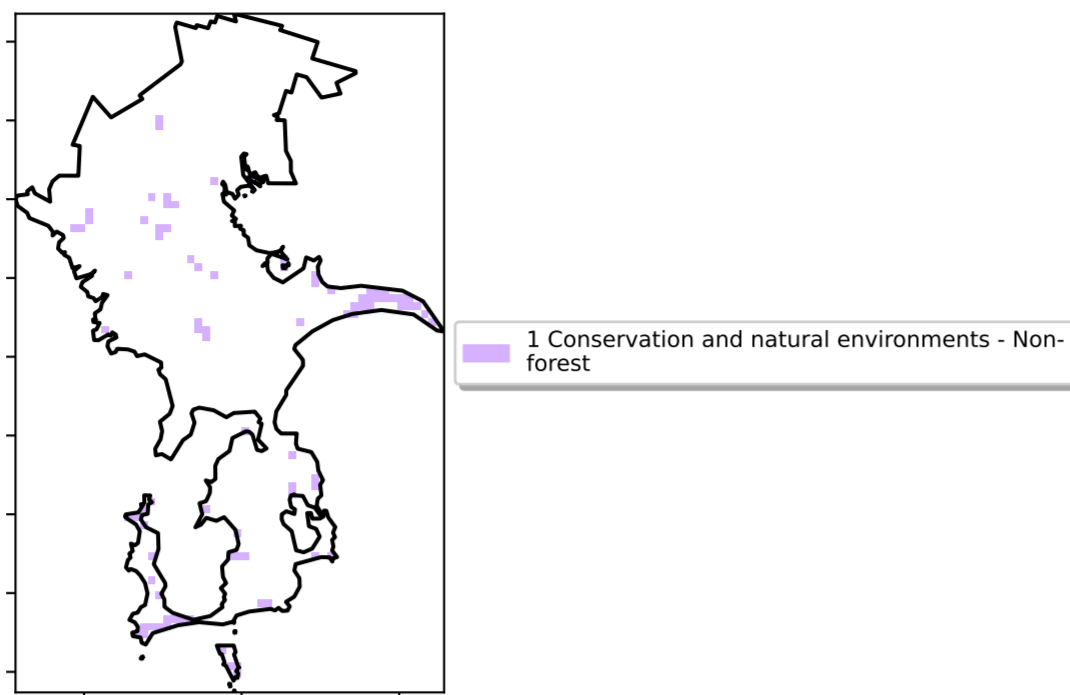 1 Conservation and natural environments - Non-
forest